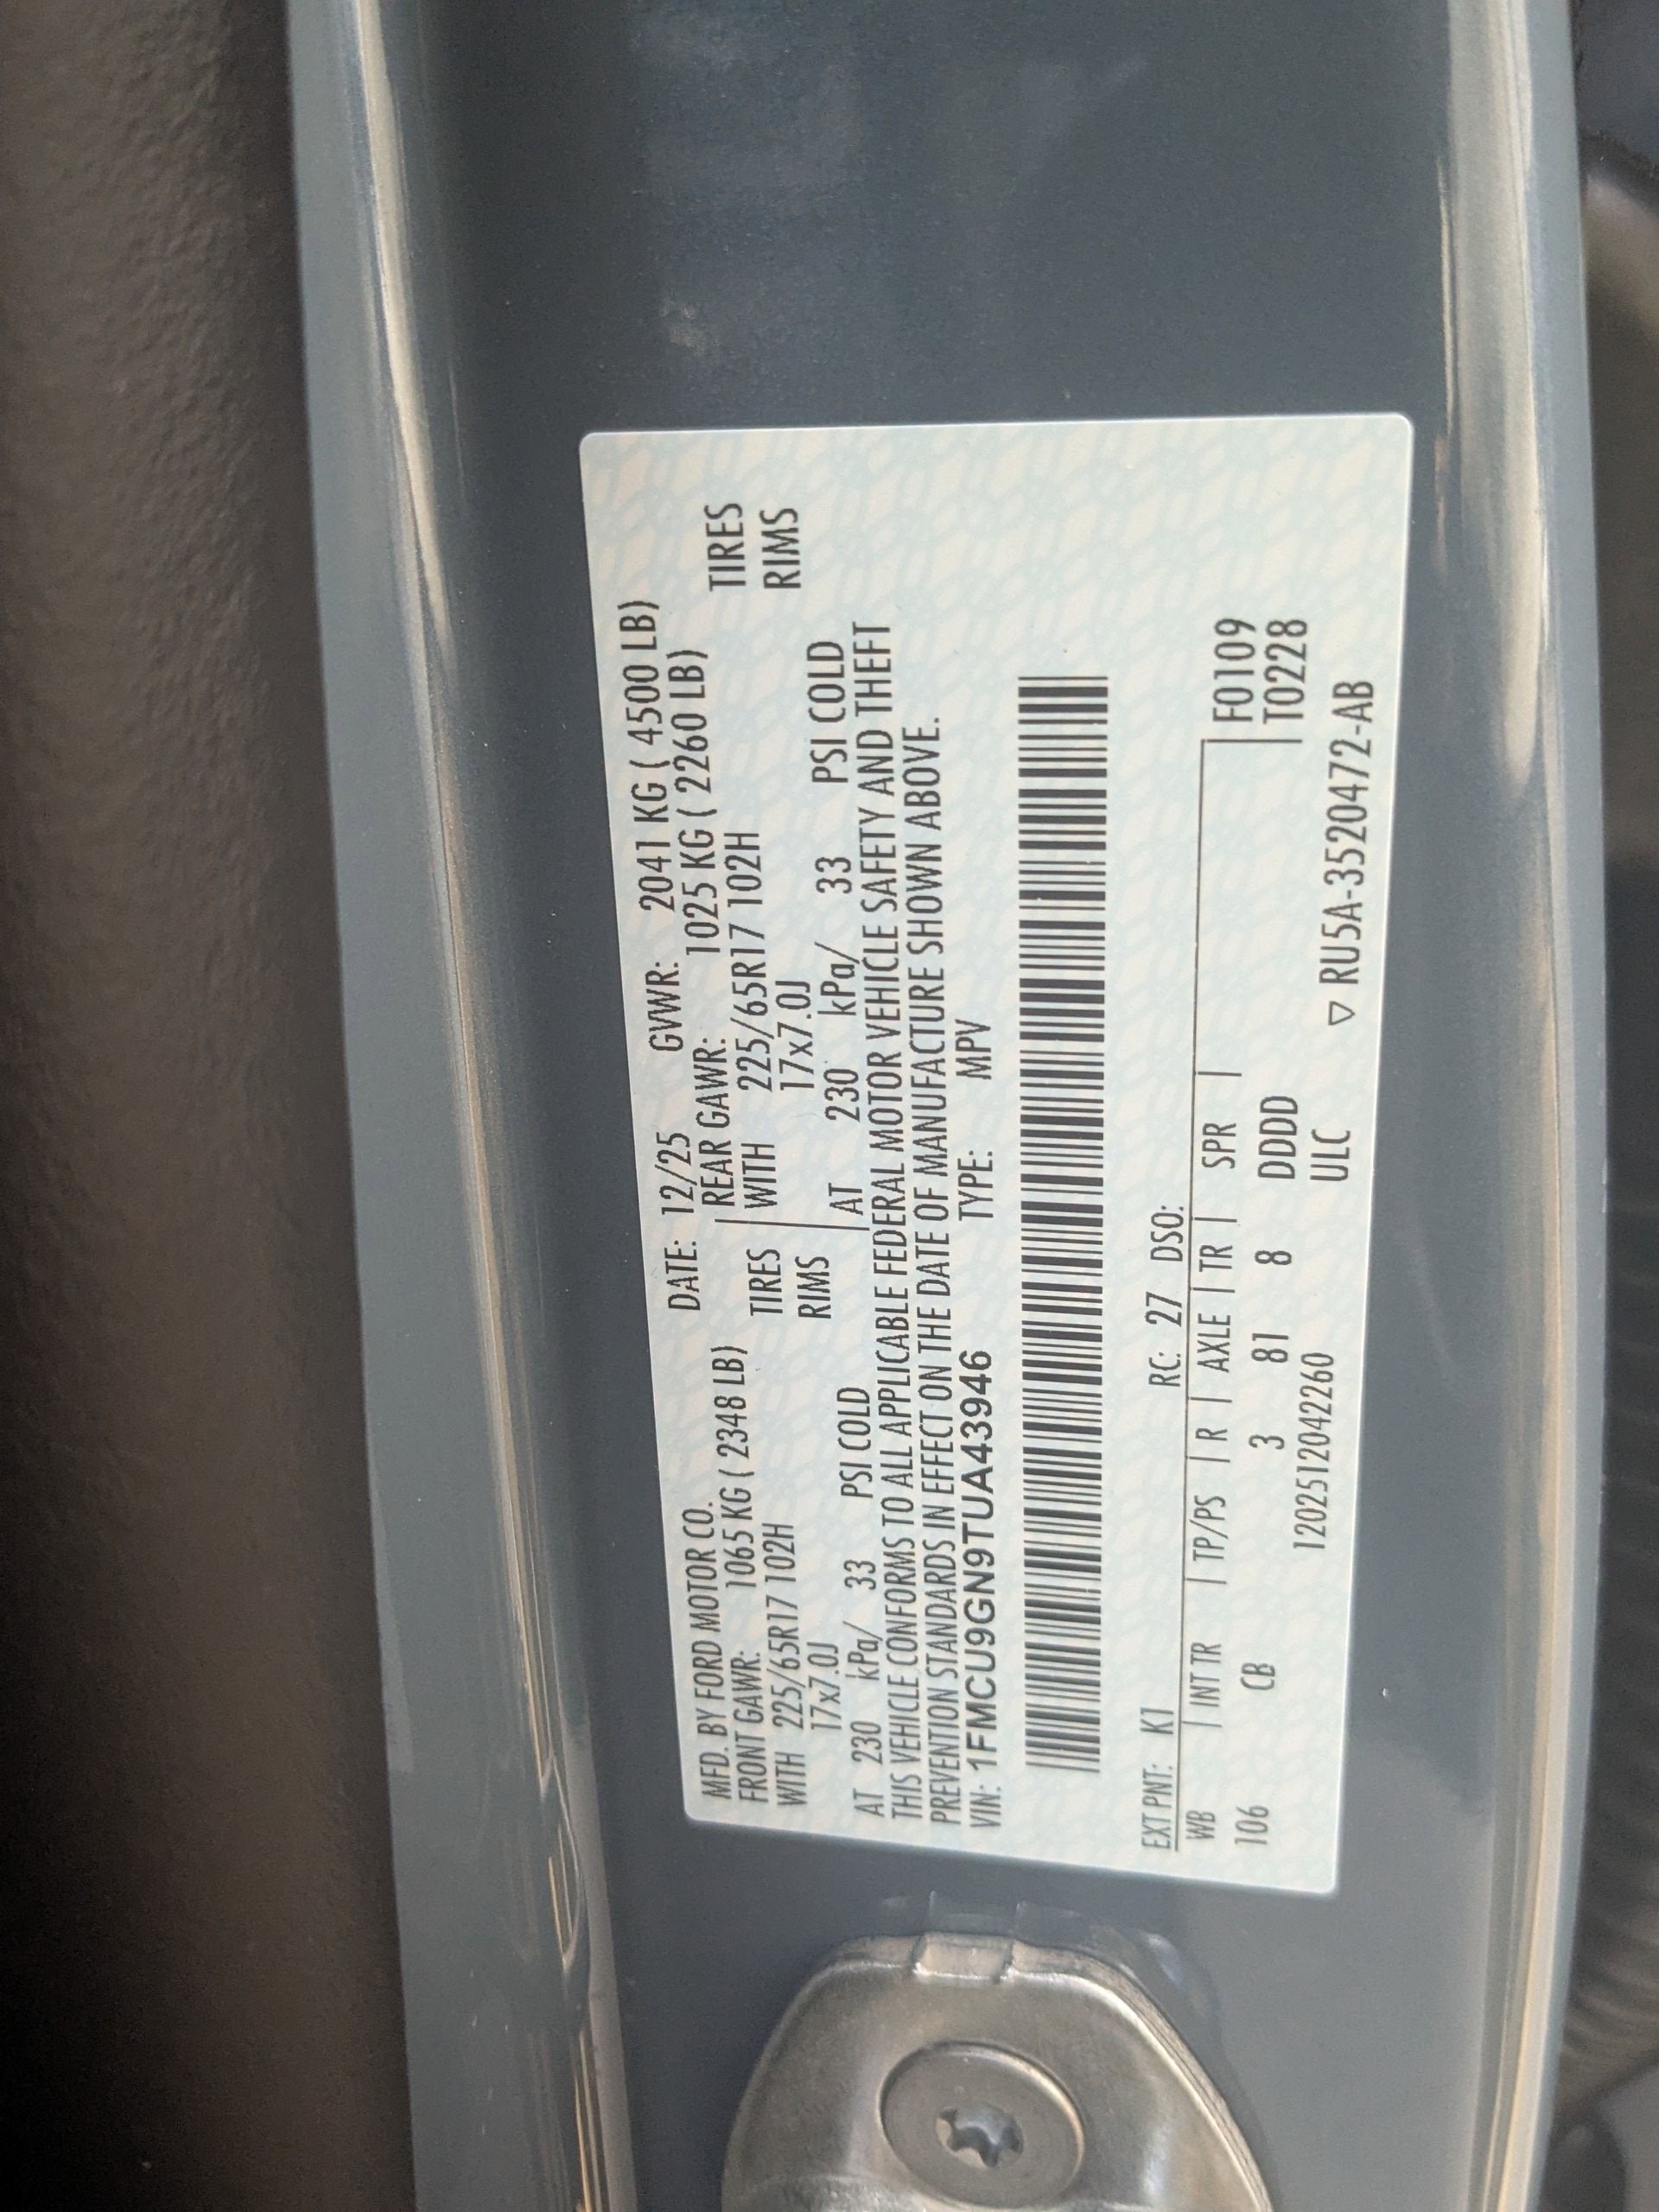 MFD. BY FORD MOTOR CO. DATE: 12/25 GVWR: 2041 KG ( 4500 LB)
FRONT GAWR: 1065 KG ( 2348 LB) REAR GAWR: 1025 KG ( 2260 LB)
WITH 225/65R17 102H TIRES WITH 225/65R17 102H TIRES
17x7.0J RIMS 17x7.0J RIMS
AT 230 kPa/ 33 PSI COLD AT 230 kPa/ 33 PSI COLD
THIS VEHICLE CONFORMS TO ALL APPLICABLE FEDERAL MOTOR VEHICLE SAFETY AND THEFT
PREVENTION STANDARDS IN EFFECT ON THE DATE OF MANUFACTURE SHOWN ABOVE.
VIN: 1FMCU9GN9TUA43946 TYPE: MPV
EXT PNT: K1 RC: 27 DSO:
WB | INT TR | TP/PS | R | AXLE | TR | SPR | F0109
106 CB 3 81 8 DDDD T0228
1202512042260 ULC
▽ RU5A-3520472-AB